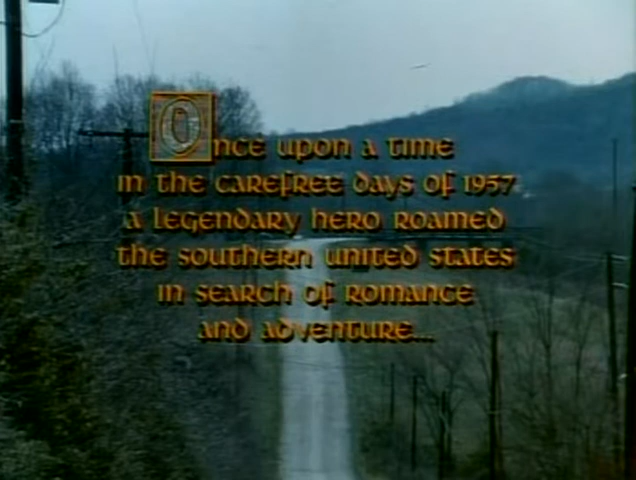 Once upon a time
in the carefree days of 1957
a legendary hero roamed
the southern united states
in search of romance
and adventure...